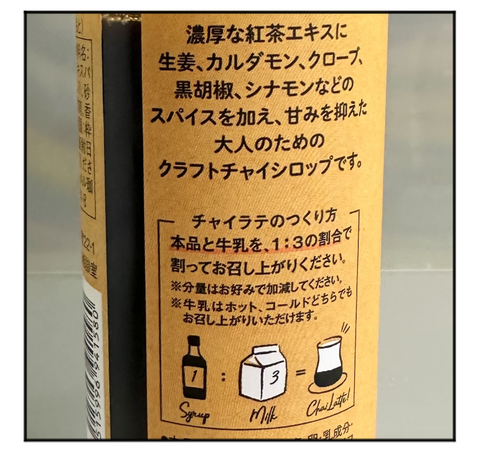 濃厚な紅茶エキスに
生姜、カルダモン、クローブ、
黒胡椒、シナモンなどの
スパイスを加え、甘みを抑えた
大人のための
クラフトチャイシロップです。
チャイラテのつくり方
本品と牛乳を、1:3の割合で
割ってお召し上がりください。
※分量はお好みで加減してください。
※牛乳はホット、コールドどちらでも
お召し上がりいただけます。
1 : 3 =
Syrup Milk ChaiLatte!
乳成分